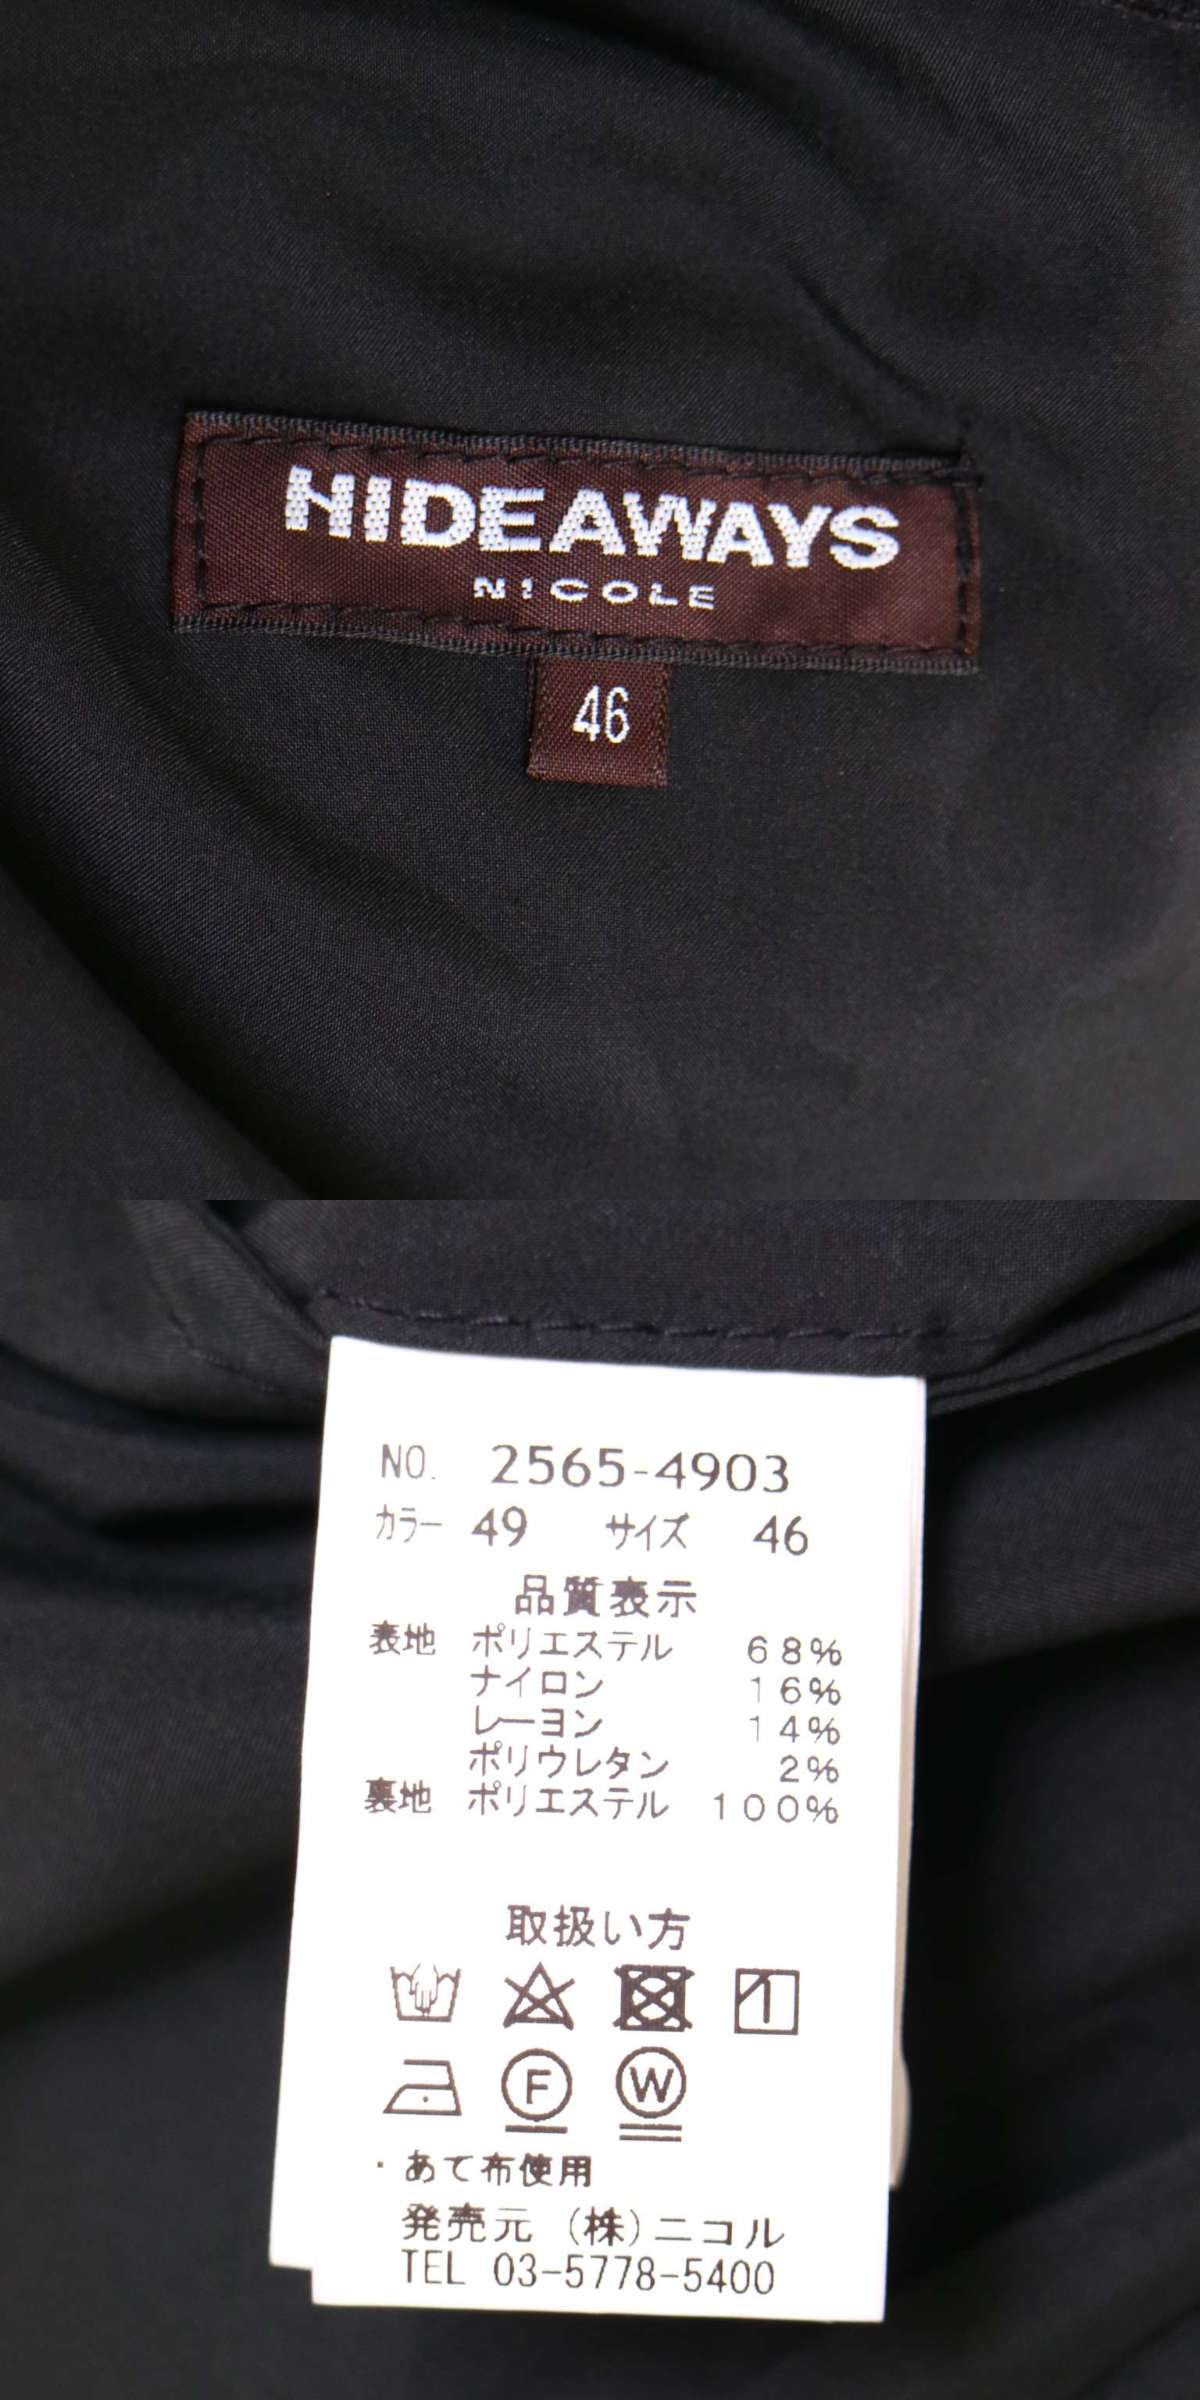 HIDEAWAYS
NICOLE
46
NO. 2565-4903
カラー 49 サイズ 46
品質表示
表地 ポリエステル 68%
ナイロン 16%
レーヨン 14%
ポリウレタン 2%
裏地 ポリエステル 100%
取扱い方
F W
・あて布使用
発売元 (株)ニコル
TEL 03-5778-5400